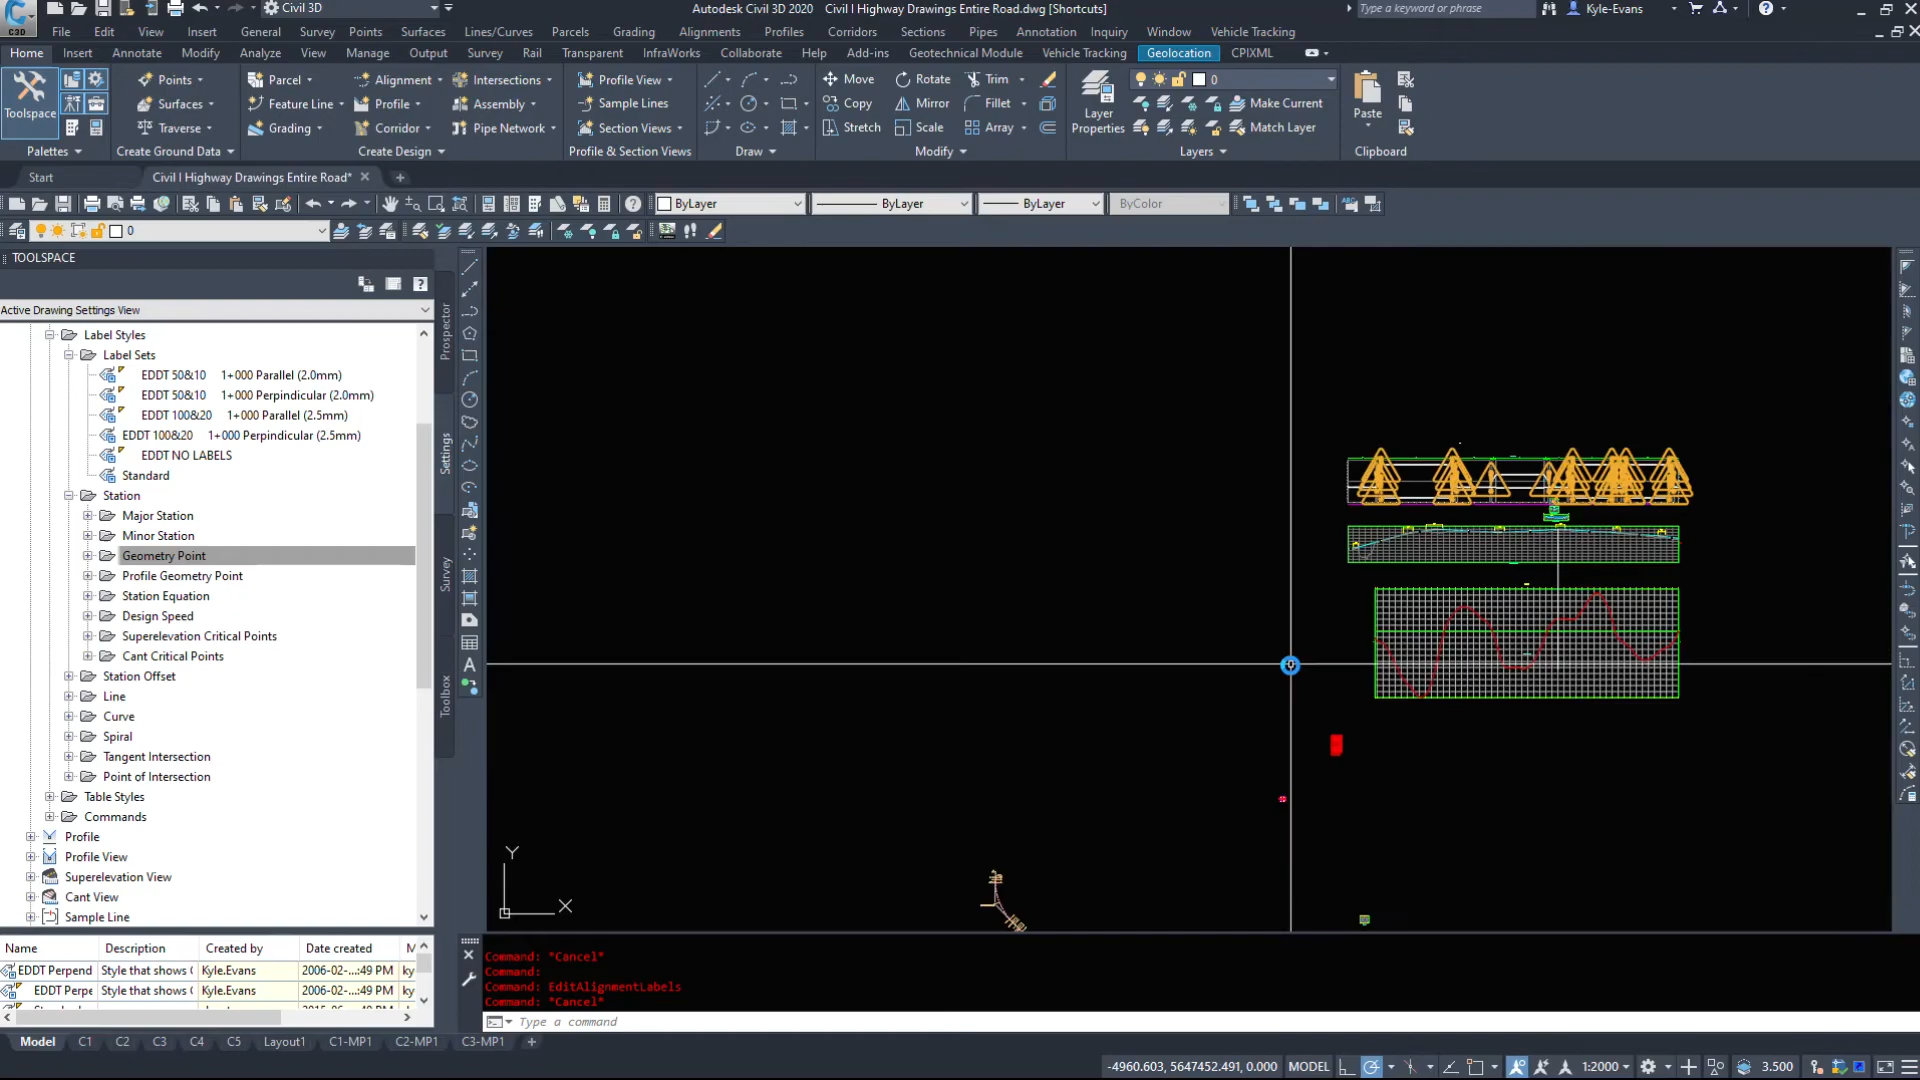 Civil 3D
Autodesk Civil 3D 2020 Civil I Highway Drawings Entire Road.dwg [Shortcuts]
Type a keyword or phrase
Kyle-Evans
C3D
File Edit View Insert General Survey Points Surfaces Lines/Curves Parcels Grading Alignments Profiles Corridors Sections Pipes Annotation Inquiry Window Vehicle Tracking
Home Insert Annotate Modify Analyze View Manage Output Survey Rail Transparent InfraWorks Collaborate Help Add-ins Geotechnical Module Vehicle Tracking Geolocation CPIXML
Points Parcel Alignment Intersections Profile View Move Rotate Trim 0
Surfaces Feature Line Profile Assembly Sample Lines Copy Mirror Fillet Make Current
Toolspace Layer Properties Paste
Traverse Grading Corridor Pipe Network Section Views Stretch Scale Array Match Layer
Palettes Create Ground Data Create Design Profile & Section Views Draw Modify Layers Clipboard
Start Civil I Highway Drawings Entire Road*
ByLayer ByLayer ByLayer ByColor
0
TOOLSPACE
Active Drawing Settings View
Prospector
Settings
Survey
Toolbox
Label Styles
Label Sets
EDDT 50&10 1+000 Parallel (2.0mm)
EDDT 50&10 1+000 Perpindicular (2.0mm)
EDDT 100&20 1+000 Parallel (2.5mm)
EDDT 100&20 1+000 Perpindicular (2.5mm)
EDDT NO LABELS
Standard
Station
Major Station
Minor Station
Geometry Point
Profile Geometry Point
Station Equation
Design Speed
Superelevation Critical Points
Cant Critical Points
Station Offset
Line
Curve
Spiral
Tangent Intersection
Point of Intersection
Table Styles
Commands
Profile
Profile View
Superelevation View
Cant View
Sample Line
Name Description Created by Date created M
EDDT Perpend Style that shows ( Kyle.Evans 2006-02-...:49 PM ky
EDDT Perpe Style that shows ( Kyle.Evans 2006-02-...:49 PM ky
Y
X
Command: *Cancel*
Command:
Command: EditAlignmentLabels
Command: *Cancel*
Type a command
Model C1 C2 C3 C4 C5 Layout1 C1-MP1 C2-MP1 C3-MP1
-4960.603, 5647452.491, 0.000 MODEL 1:2000 3.500